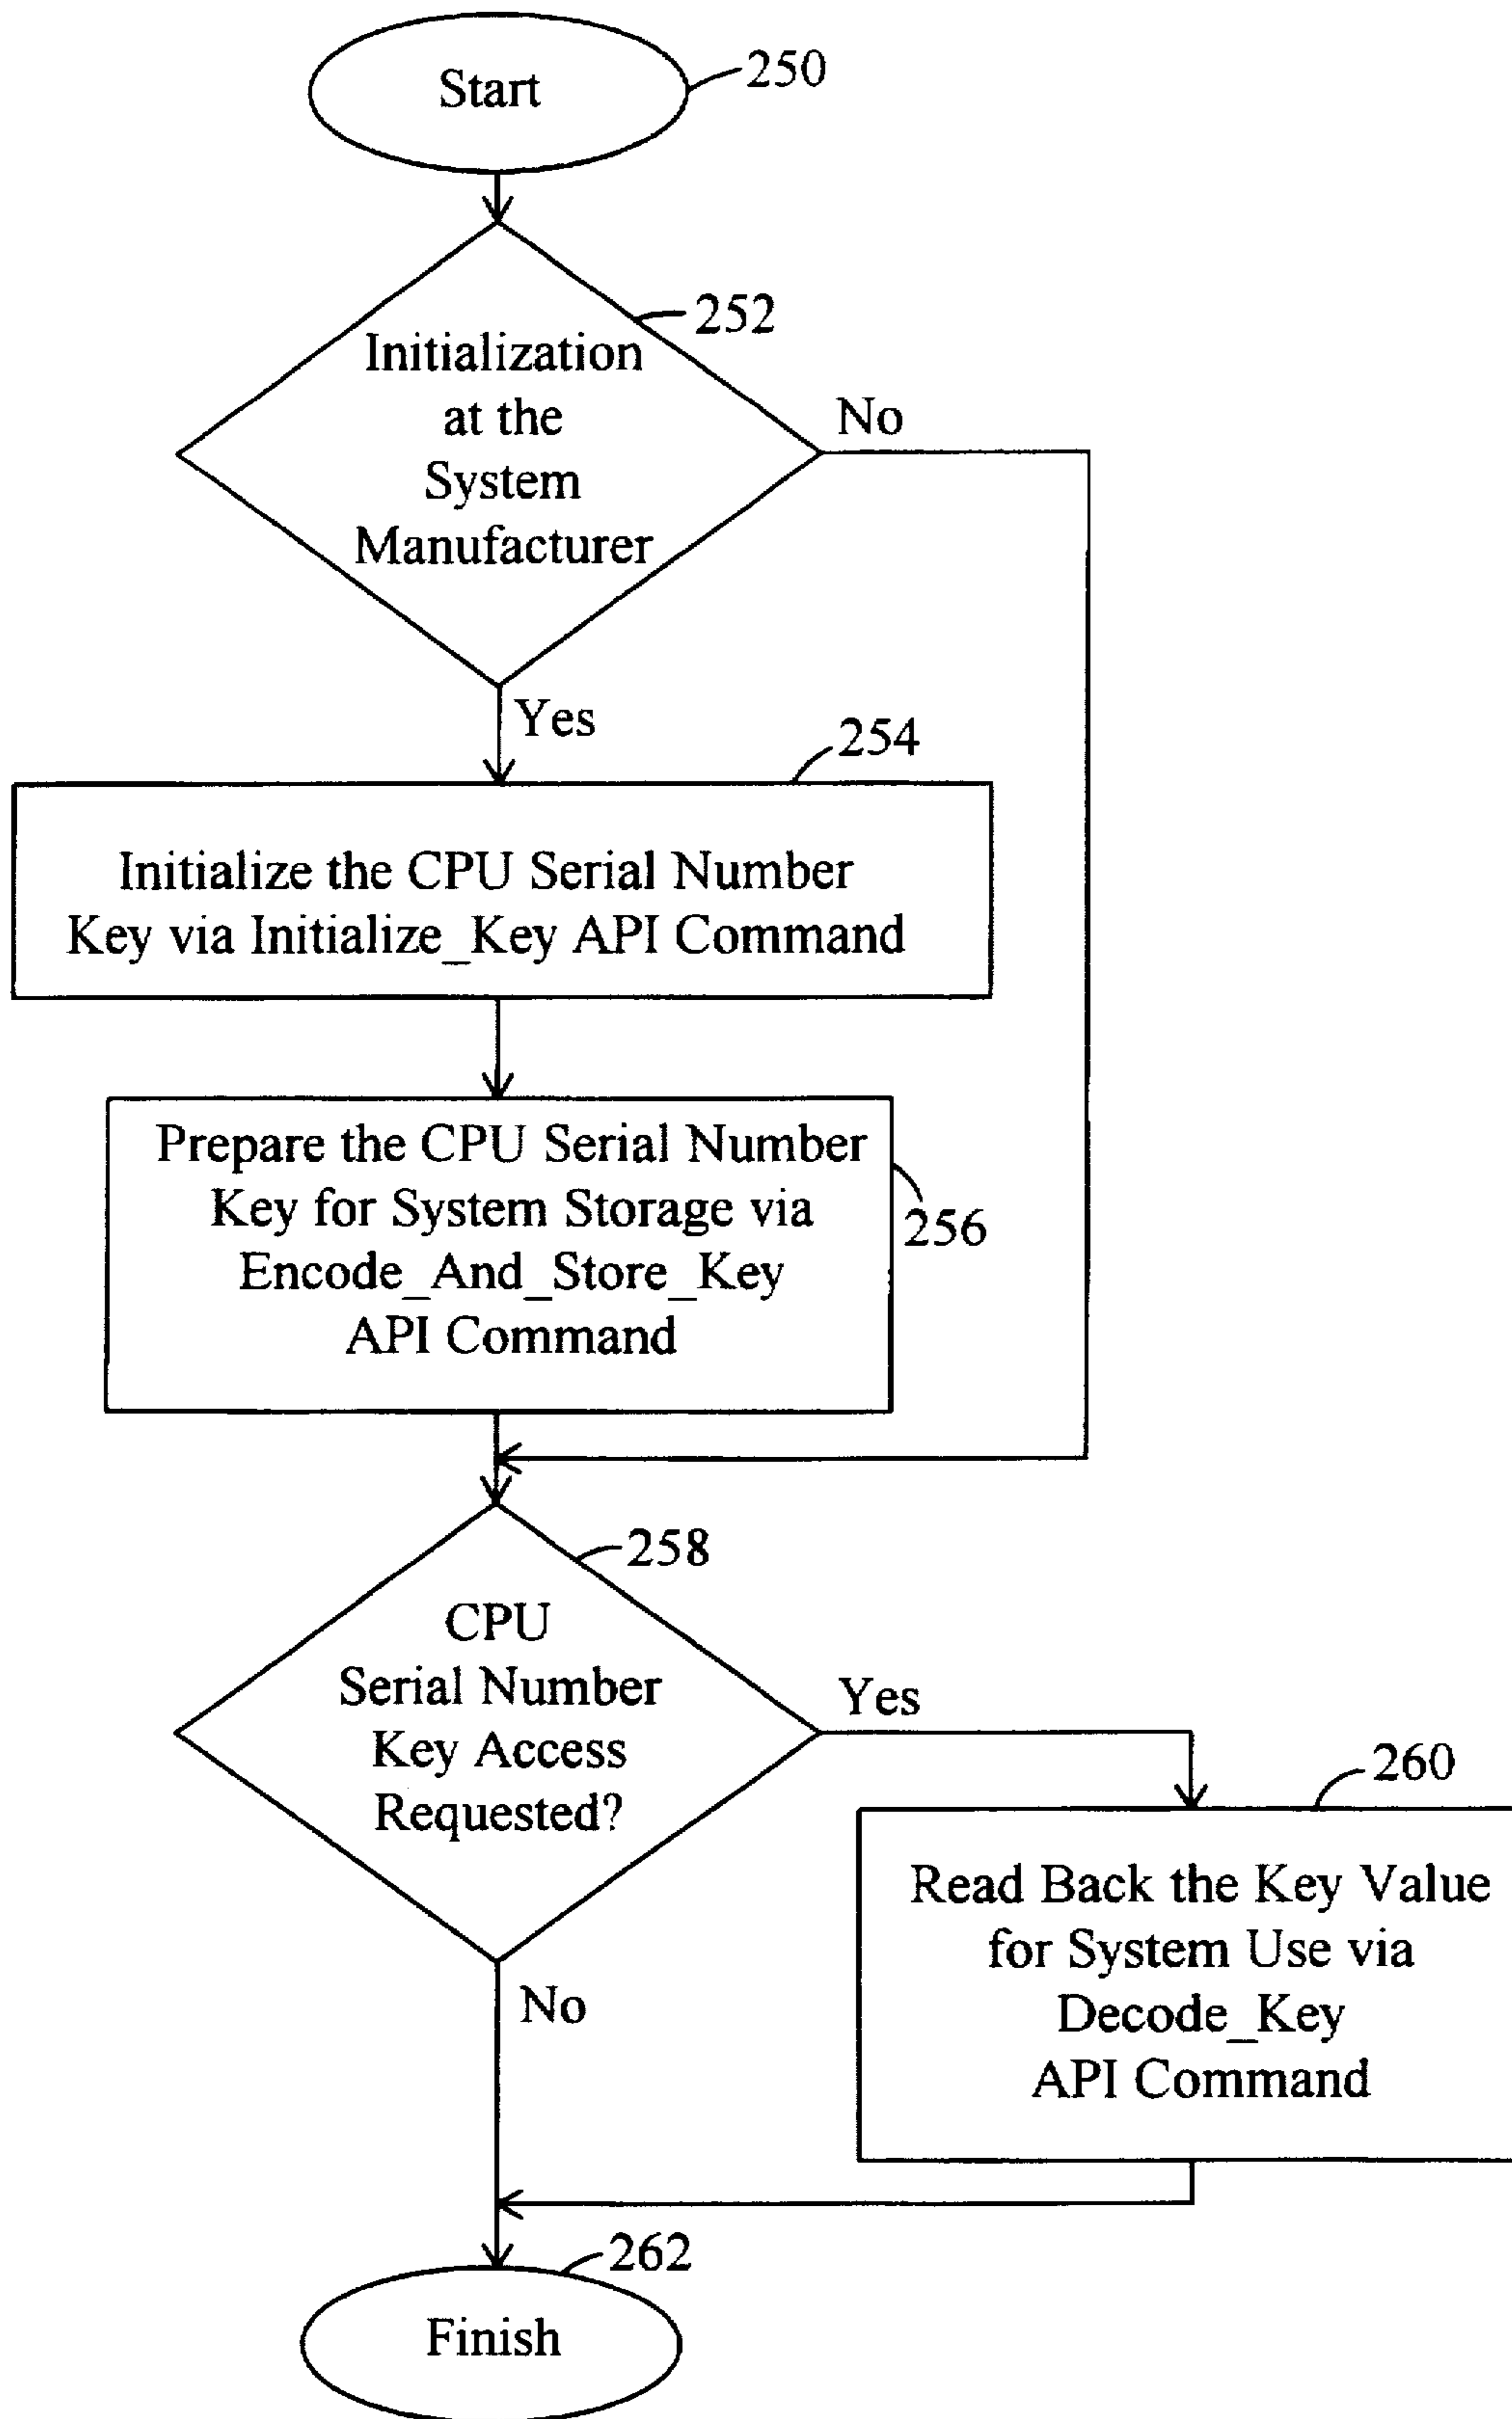 Start
250
252
Initialization
at the
System
Manufacturer
No
Yes
254
Initialize the CPU Serial Number
Key via Initialize_Key API Command
Prepare the CPU Serial Number
Key for System Storage via
Encode_And_Store_Key
API Command
256
258
CPU
Serial Number
Key Access
Requested?
Yes
260
Read Back the Key Value
for System Use via
Decode_Key
API Command
No
262
Finish